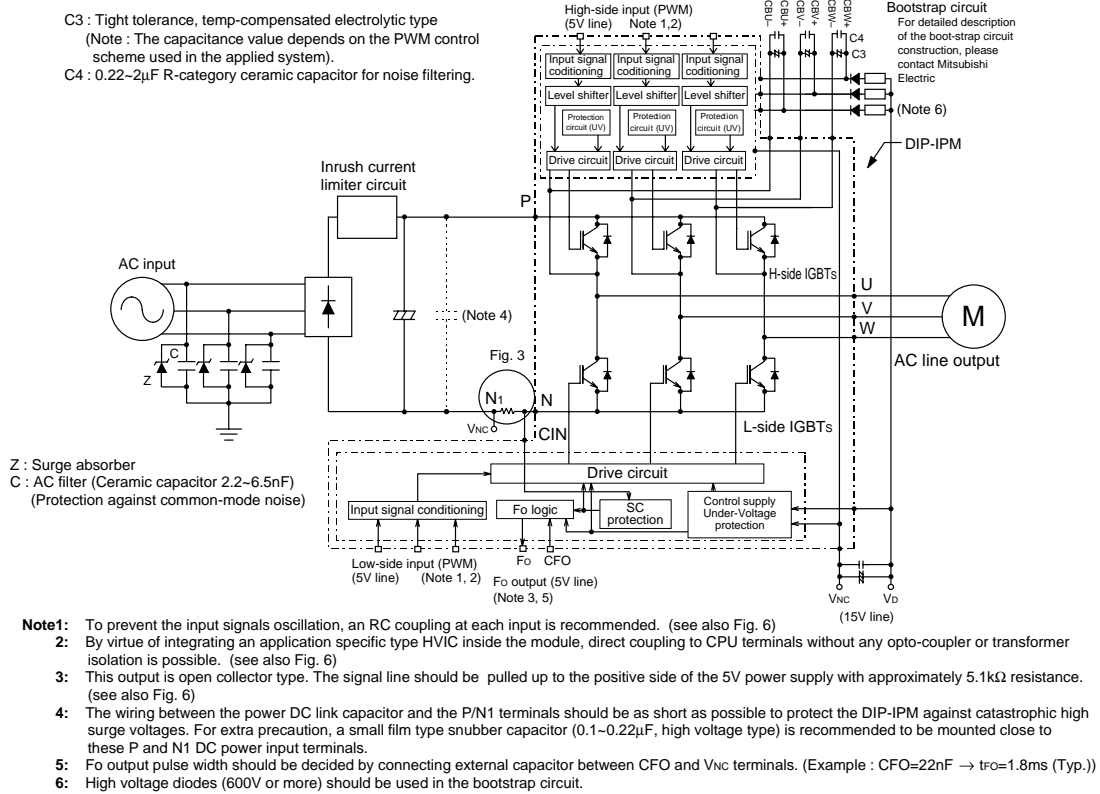 C3 : Tight tolerance, temp-compensated electrolytic type
(Note : The capacitance value depends on the PWM control
scheme used in the applied system).
C4 : 0.22~2μF R-category ceramic capacitor for noise filtering.
High-side input (PWM)
(5V line) Note 1,2)
CBU–
CBU+
CBV–
CBV+
CBW–
CBW+
C4
C3
Bootstrap circuit
For detailed description
of the boot-strap circuit
construction, please
contact Mitsubishi
Electric
(Note 6)
DIP-IPM
Input signal
coditioning
Input signal
conditioning
Input signal
conditioning
Level shifter
Level shifter
Level shifter
Protection
circuit (UV)
Protection
circuit (UV)
Protection
circuit (UV)
Drive circuit
Drive circuit
Drive circuit
Inrush current
limiter circuit
P
AC input
H-side IGBTs
U
V
W
M
AC line output
(Note 4)
C
Z
Fig. 3
N1
N
VNC
CIN
L-side IGBTs
Z : Surge absorber
C : AC filter (Ceramic capacitor 2.2~6.5nF)
(Protection against common-mode noise)
Drive circuit
Input signal conditioning
Fo logic
SC
protection
Control supply
Under-Voltage
protection
Low-side input (PWM)
(5V line) (Note 1, 2)
FO CFO
FO output (5V line)
(Note 3, 5)
VNC
VD
(15V line)
Note1: To prevent the input signals oscillation, an RC coupling at each input is recommended. (see also Fig. 6)
2: By virtue of integrating an application specific type HVIC inside the module, direct coupling to CPU terminals without any opto-coupler or transformer
isolation is possible. (see also Fig. 6)
3: This output is open collector type. The signal line should be pulled up to the positive side of the 5V power supply with approximately 5.1kΩ resistance.
(see also Fig. 6)
4: The wiring between the power DC link capacitor and the P/N1 terminals should be as short as possible to protect the DIP-IPM against catastrophic high
surge voltages. For extra precaution, a small film type snubber capacitor (0.1~0.22μF, high voltage type) is recommended to be mounted close to
these P and N1 DC power input terminals.
5: Fo output pulse width should be decided by connecting external capacitor between CFO and VNC terminals. (Example : CFO=22nF → tFO=1.8ms (Typ.))
6: High voltage diodes (600V or more) should be used in the bootstrap circuit.